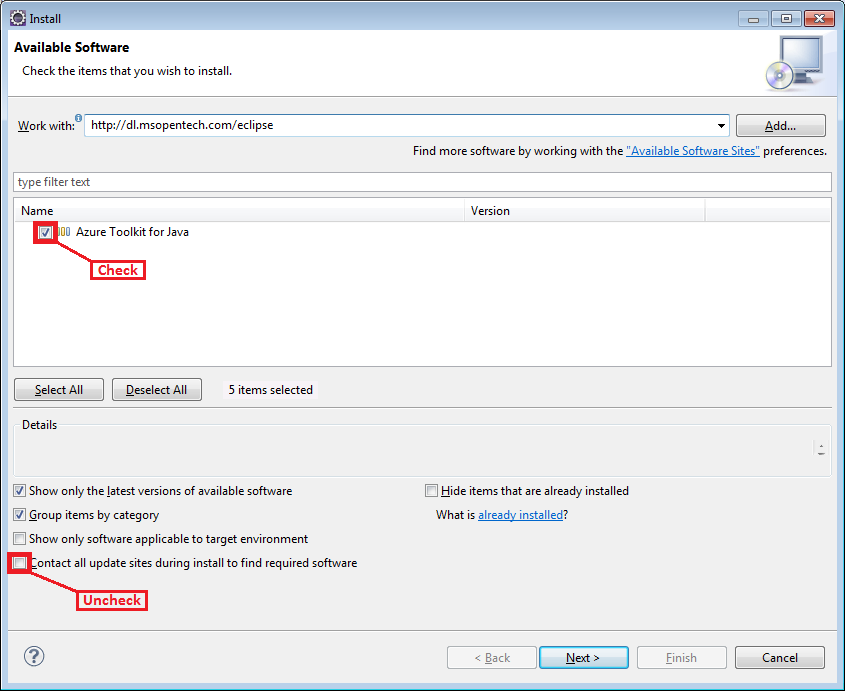 Install
Available Software
Check the items that you wish to install.
Work with: http://dl.msopentech.com/eclipse Add...
Find more software by working with the "Available Software Sites" preferences.
type filter text
Name Version
Azure Toolkit for Java
Check
Select All Deselect All 5 items selected
Details
Show only the latest versions of available software Hide items that are already installed
Group items by category What is already installed?
Show only software applicable to target environment
Contact all update sites during install to find required software
Uncheck
? < Back Next > Finish Cancel